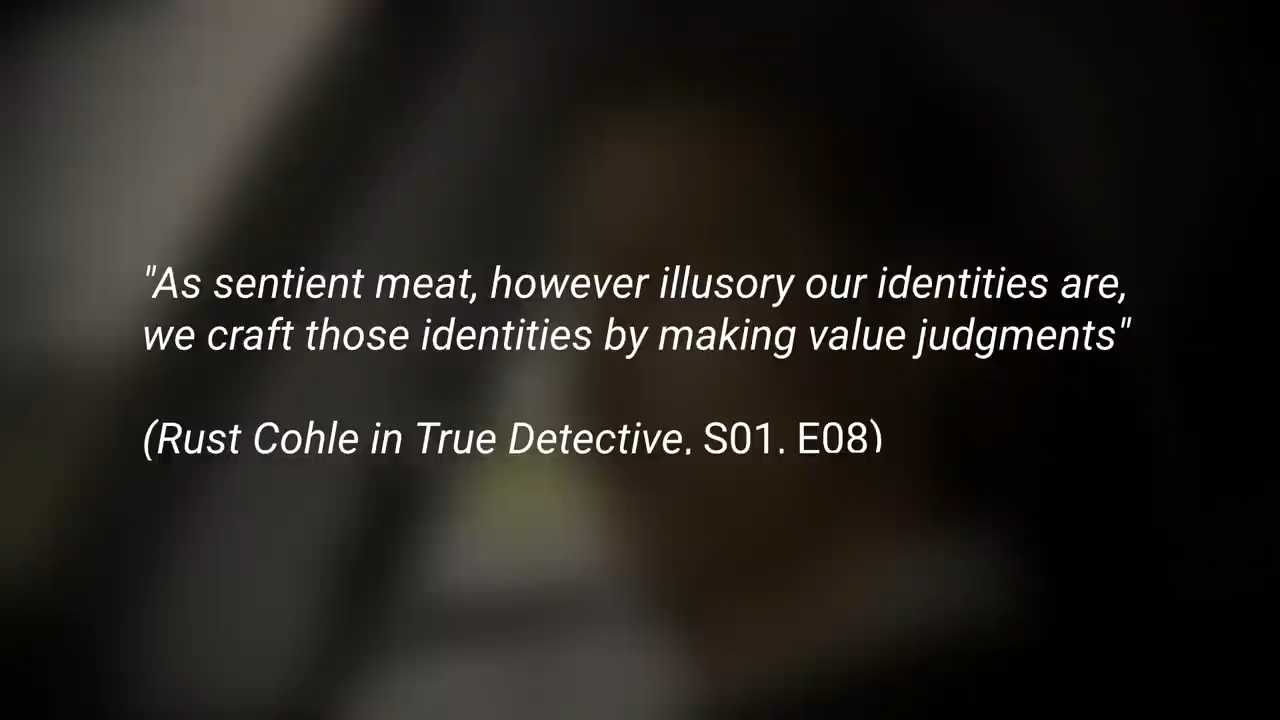 "As sentient meat, however illusory our identities are,
we craft those identities by making value judgments"
(Rust Cohle in True Detective, S01, E08)